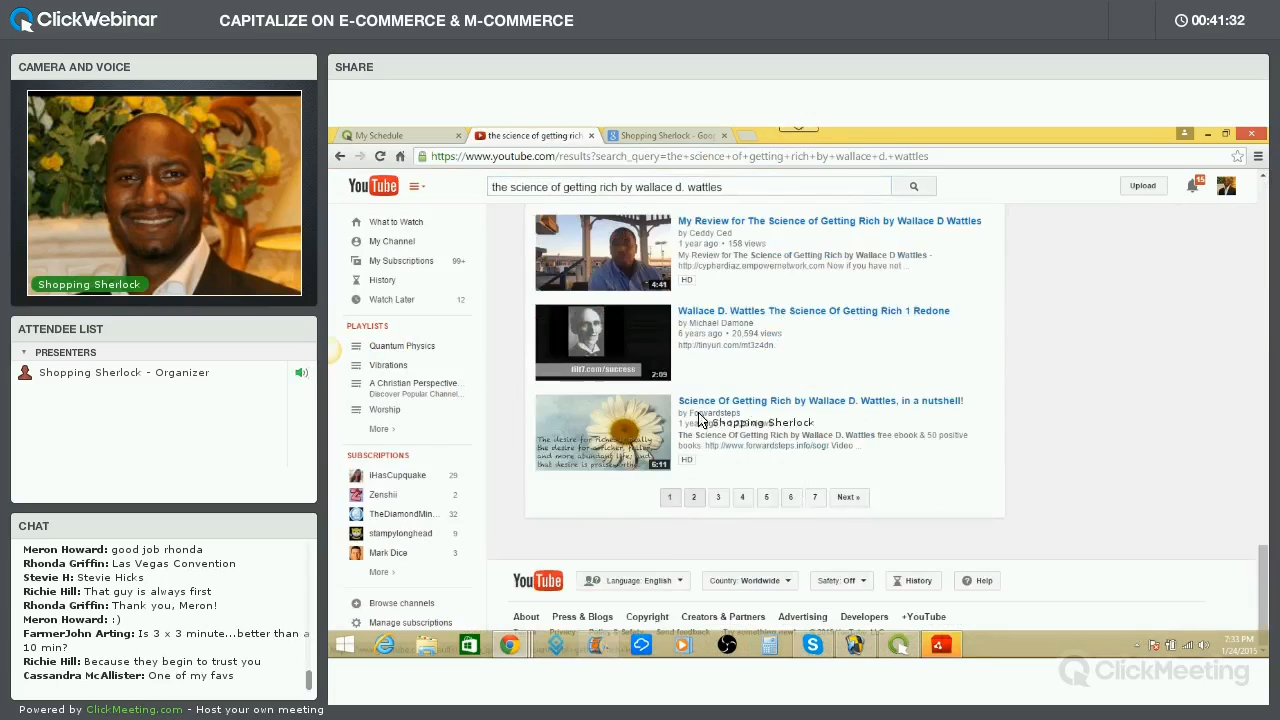 ClickWebinar
CAPITALIZE ON E-COMMERCE & M-COMMERCE
00:41:32
CAMERA AND VOICE
Shopping Sherlock
ATTENDEE LIST
PRESENTERS
Shopping Sherlock - Organizer
CHAT
Meron Howard: good job rhonda
Rhonda Griffin: Las Vegas Convention
Stevie H: Stevie Hicks
Richie Hill: That guy is always first
Rhonda Griffin: Thank you, Meron!
Meron Howard: :)
FarmerJohn Arting: Is 3 x 3 minute...better than a
10 min?
Richie Hill: Because they begin to trust you
Cassandra McAllister: One of my favs
Powered by ClickMeeting.com - Host your own meeting
SHARE
My Schedule
the science of getting rich
Shopping Sherlock - Goo
https://www.youtube.com/results?search_query=the+science+of+getting+rich+by+wallace+d.+wattles
YouTube
the science of getting rich by wallace d. wattles
Upload
15
What to Watch
My Channel
My Subscriptions 99+
History
Watch Later 12
PLAYLISTS
Quantum Physics
Vibrations
A Christian Perspective...
Discover Popular Channel...
Worship
More ›
SUBSCRIPTIONS
iHasCupquake 29
Zenshii 2
TheDiamondMin... 32
stampylonghead 9
Mark Dice 3
More ›
Browse channels
Manage subscriptions
My Review for The Science of Getting Rich by Wallace D Wattles
by Ceddy Ced
1 year ago • 158 views
My Review for The Science of Getting Rich by Wallace D Wattles -
http://cypherdiaz.empowernetwork.com Now if you have not ...
HD
4:41
Wallace D. Wattles The Science Of Getting Rich 1 Redone
by Michael Damone
6 years ago • 20,594 views
http://tinyurl.com/mt3z4dn.
ilit7.com/success
2:09
Science Of Getting Rich by Wallace D. Wattles, in a nutshell!
by Forwardsteps
Shopping Sherlock
The Science Of Getting Rich by Wallace D. Wattles free ebook & 50 positive
books: http://www.forwardsteps.info/sogr Video ...
HD
6:11
1 2 3 4 5 6 7 Next »
YouTube
Language: English
Country: Worldwide
Safety: Off
History
Help
About Press & Blogs Copyright Creators & Partners Advertising Developers +YouTube
7:33 PM
1/24/2015
ClickMeeting